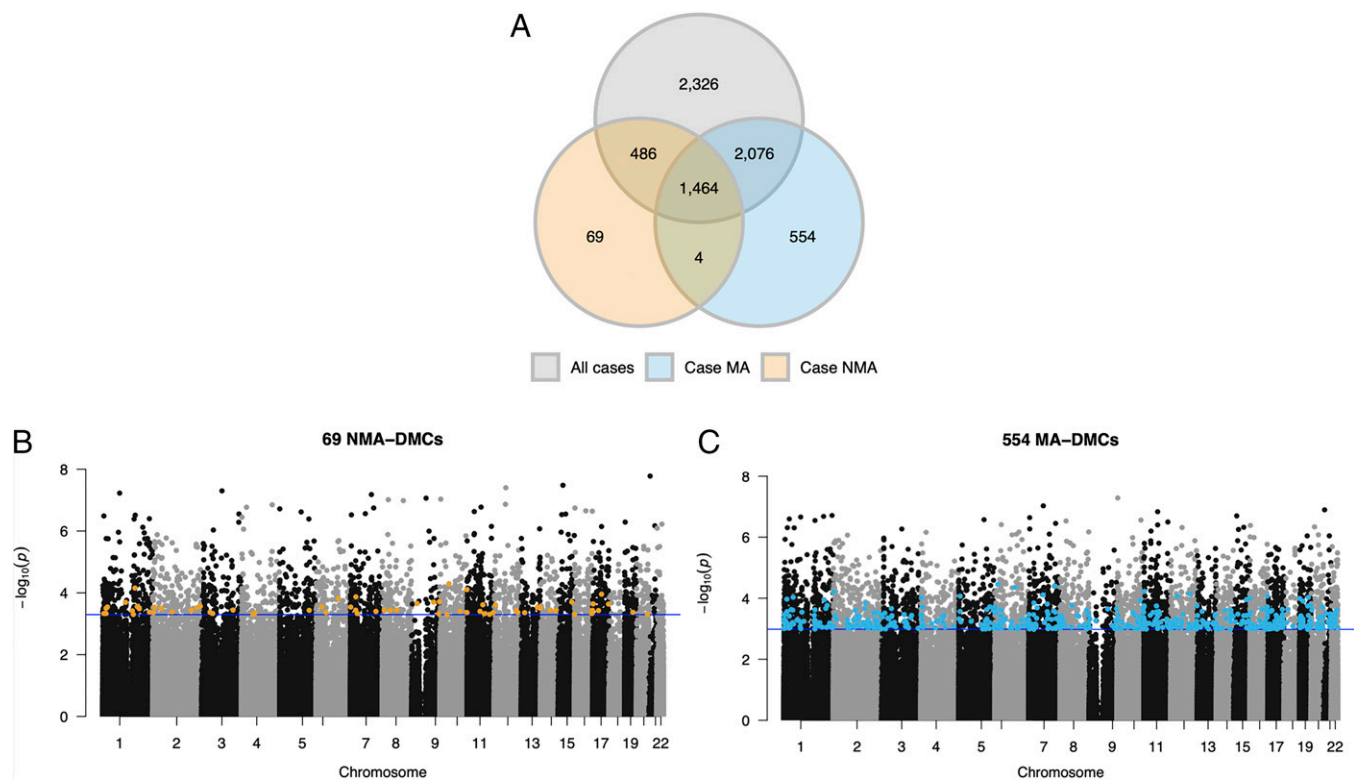 A
2,326
486
2,076
1,464
69
554
4
All cases
Case MA
Case NMA
B
69 NMA–DMCs
8
6
4
2
0
−log10(p)
1 2 3 4 5 7 8 9 11 13 15 17 19 22
Chromosome
C
554 MA–DMCs
8
6
4
2
0
−log10(p)
1 2 3 4 5 7 8 9 11 13 15 17 19 22
Chromosome